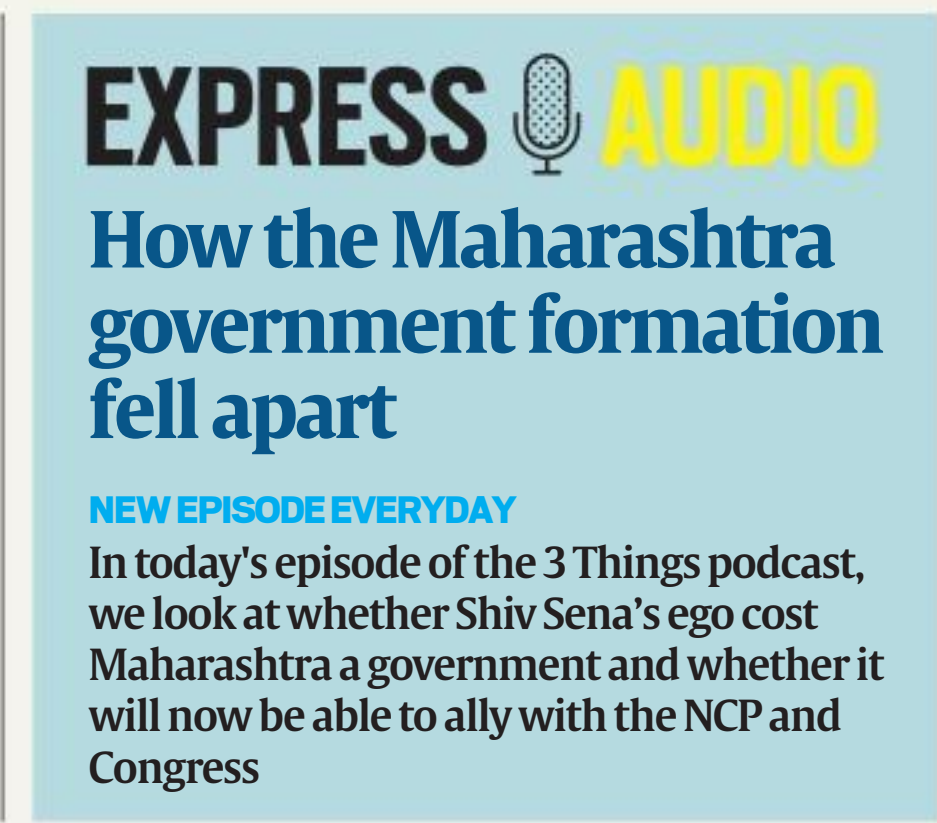 EXPRESS AUDIO
How the Maharashtra
government formation
fell apart
NEW EPISODE EVERYDAY
In today's episode of the 3 Things podcast,
we look at whether Shiv Sena’s ego cost
Maharashtra a government and whether it
will now be able to ally with the NCP and
Congress